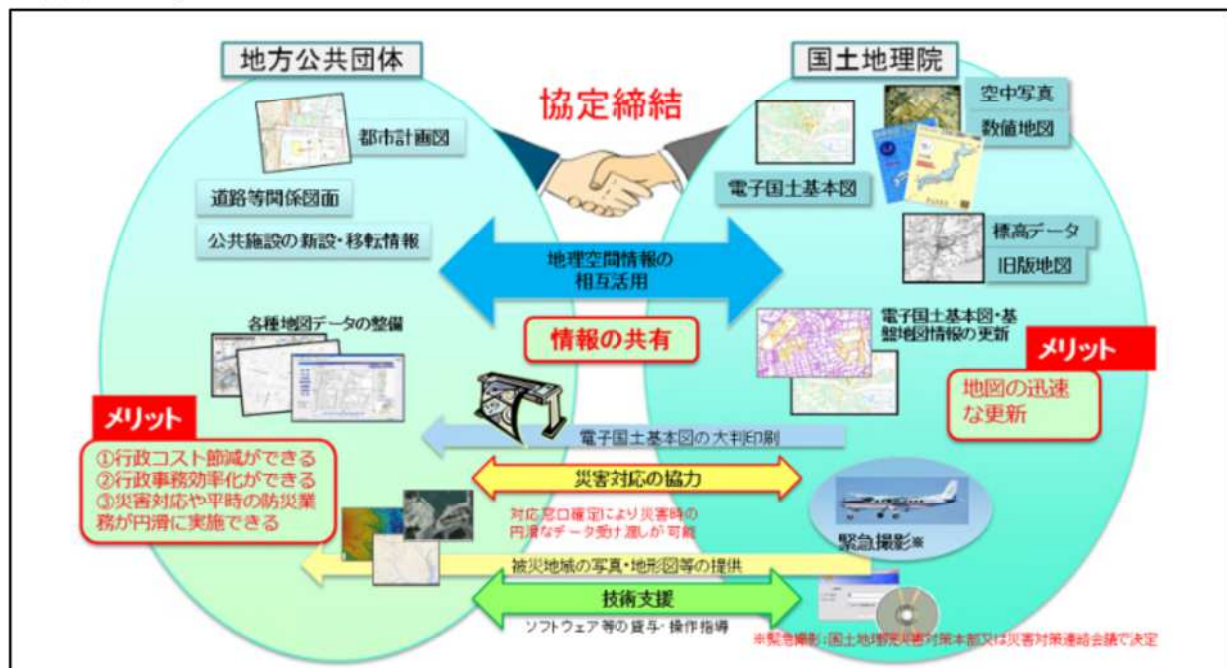 地方公共団体
国土地理院
協定締結
都市計画図
道路等関係図面
公共施設の新設・移転情報
空中写真
数値地図
電子国土基本図
標高データ
旧版地図
地理空間情報の
相互活用
情報の共有
各種地図データの整備
電子国土基本図・基
盤地図情報の更新
メリット
地図の迅速
な更新
メリット
①行政コスト節減ができる
②行政事務効率化ができる
③災害対応や平時の防災業
務が円滑に実施できる
電子国土基本図の大判印刷
災害対応の協力
対応窓口確定により災害時の
円滑なデータ受け渡しが可能
緊急撮影※
被災地域の写真・地形図等の提供
技術支援
ソフトウェア等の貸与・操作指導
※緊急撮影：国土地理院災害対策本部又は災害対策連絡会議で決定